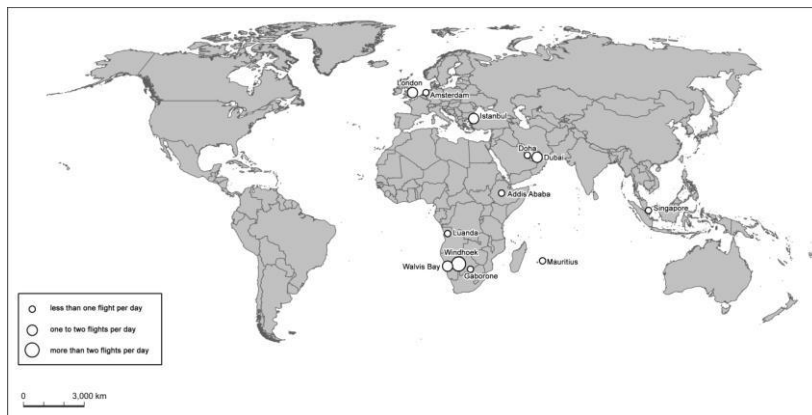 London
Amsterdam
Istanbul
Doha
Dubai
Addis Ababa
Singapore
Luanda
Windhoek
Walvis Bay
Mauritius
Gaborone
less than one flight per day
one to two flights per day
more than two flights per day
0 3,000 km